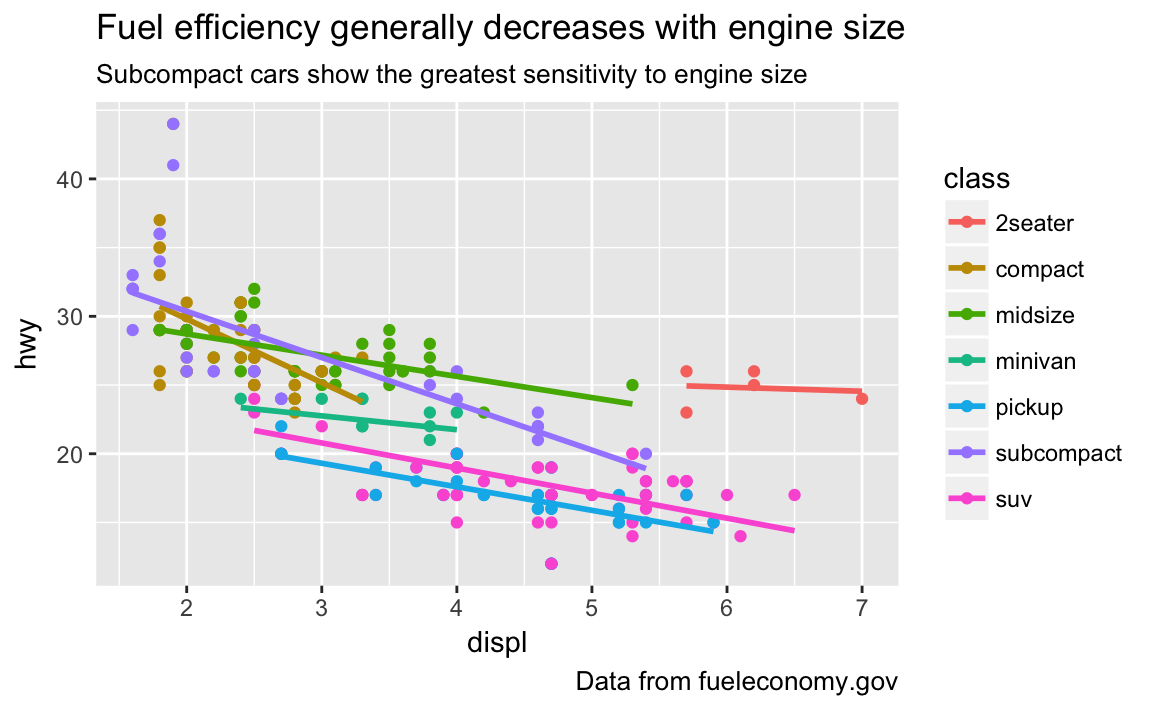 Fuel efficiency generally decreases with engine size
Subcompact cars show the greatest sensitivity to engine size
hwy
40
30
20
2 3 4 5 6 7
displ
class
2seater
compact
midsize
minivan
pickup
subcompact
suv
Data from fueleconomy.gov